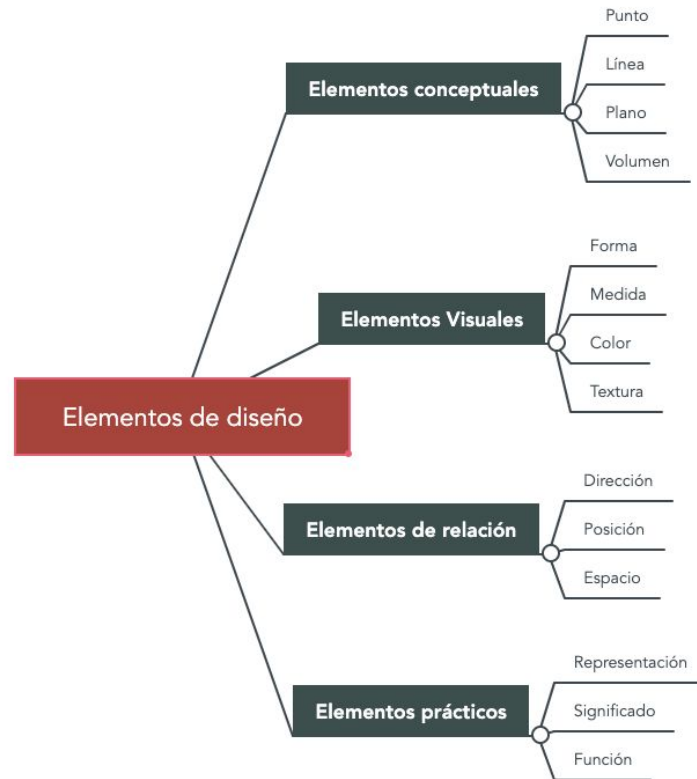 Elementos de diseño
Elementos conceptuales
Punto
Línea
Plano
Volumen
Elementos Visuales
Forma
Medida
Color
Textura
Elementos de relación
Dirección
Posición
Espacio
Elementos prácticos
Representación
Significado
Función